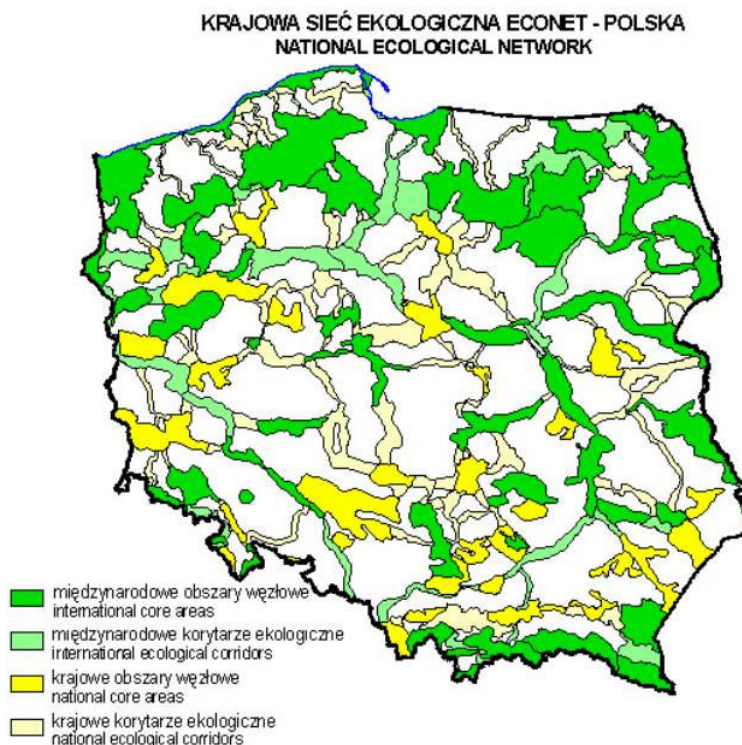 KRAJOWA SIEĆ EKOLOGICZNA ECONET - POLSKA
NATIONAL ECOLOGICAL NETWORK
międzynarodowe obszary węzłowe
international core areas
międzynarodowe korytarze ekologiczne
international ecological corridors
krajowe obszary węzłowe
national core areas
krajowe korytarze ekologiczne
national ecological corridors